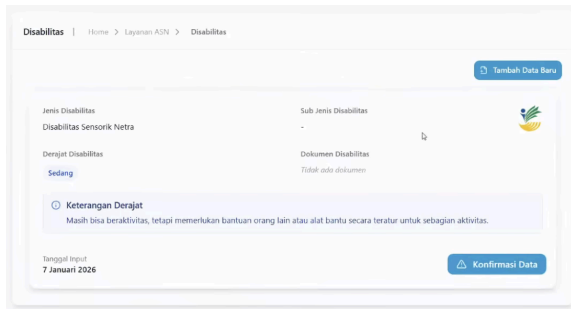 Disabilitas | Home > Layanan ASN > Disabilitas
Tambah Data Baru
Jenis Disabilitas
Disabilitas Sensorik Netra
Sub Jenis Disabilitas
-
Derajat Disabilitas
Sedang
Dokumen Disabilitas
Tidak ada dokumen
Keterangan Derajat
Masih bisa beraktivitas, tetapi memerlukan bantuan orang lain atau alat bantu secara teratur untuk sebagian aktivitas.
Tanggal Input
7 Januari 2026
Konfirmasi Data